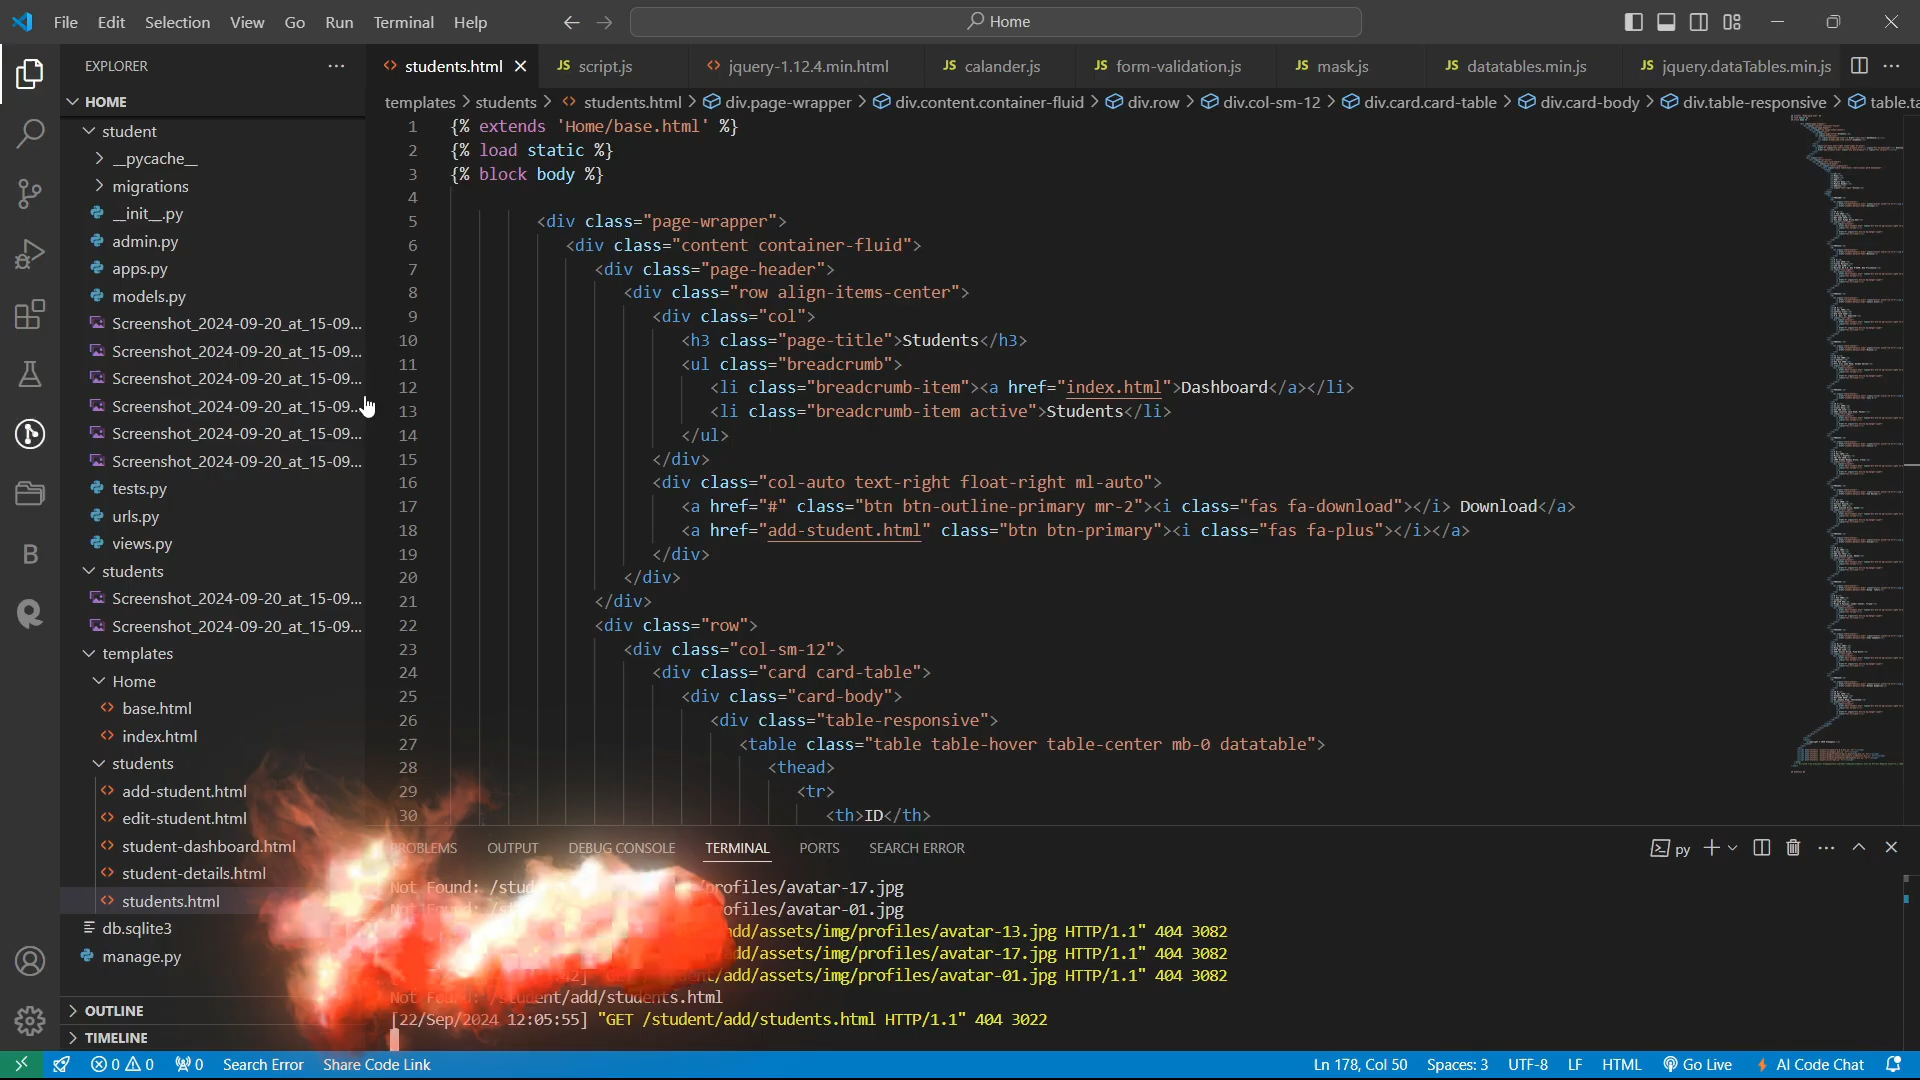 File Edit Selection View Go Run Terminal Help
Home
EXPLORER
students.html
JS script.js
jquery-1.12.4.min.html
JS calander.js
JS form-validation.js
JS mask.js
JS datatables.min.js
JS jquery.dataTables.min.js
HOME
templates > students > students.html > div.page-wrapper > div.content.container-fluid > div.row > div.col-sm-12 > div.card.card-table > div.card-body > div.table-responsive > table.ta
student
__pycache__
migrations
__init__.py
admin.py
apps.py
models.py
Screenshot_2024-09-20_at_15-09...
Screenshot_2024-09-20_at_15-09...
Screenshot_2024-09-20_at_15-09...
Screenshot_2024-09-20_at_15-09...
Screenshot_2024-09-20_at_15-09...
Screenshot_2024-09-20_at_15-09...
tests.py
urls.py
views.py
students
Screenshot_2024-09-20_at_15-09...
Screenshot_2024-09-20_at_15-09...
templates
Home
base.html
index.html
students
add-student.html
edit-student.html
student-dashboard.html
student-details.html
students.html
db.sqlite3
manage.py
OUTLINE
TIMELINE
1 {% extends 'Home/base.html' %}
2 {% load static %}
3 {% block body %}
4
5 <div class="page-wrapper">
6 <div class="content container-fluid">
7 <div class="page-header">
8 <div class="row align-items-center">
9 <div class="col">
10 <h3 class="page-title">Students</h3>
11 <ul class="breadcrumb">
12 <li class="breadcrumb-item"><a href="index.html">Dashboard</a></li>
13 <li class="breadcrumb-item active">Students</li>
14 </ul>
15 </div>
16 <div class="col-auto text-right float-right ml-auto">
17 <a href="#" class="btn btn-outline-primary mr-2"><i class="fas fa-download"></i> Download</a>
18 <a href="add-student.html" class="btn btn-primary"><i class="fas fa-plus"></i></a>
19 </div>
20 </div>
21 </div>
22 <div class="row">
23 <div class="col-sm-12">
24 <div class="card card-table">
25 <div class="card-body">
26 <div class="table-responsive">
27 <table class="table table-hover table-center mb-0 datatable">
28 <thead>
29 <tr>
30 <th>ID</th>
PROBLEMS OUTPUT DEBUG CONSOLE TERMINAL PORTS SEARCH ERROR
py
Not Found: /stud profiles/avatar-17.jpg
ofiles/avatar-01.jpg
add/assets/img/profiles/avatar-13.jpg HTTP/1.1" 404 3082
add/assets/img/profiles/avatar-17.jpg HTTP/1.1" 404 3082
/add/assets/img/profiles/avatar-01.jpg HTTP/1.1" 404 3082
Not Found: /student/add/students.html
[22/Sep/2024 12:05:55] "GET /student/add/students.html HTTP/1.1" 404 3022
0 0 0 Search Error Share Code Link
Ln 178, Col 50 Spaces: 3 UTF-8 LF HTML Go Live AI Code Chat